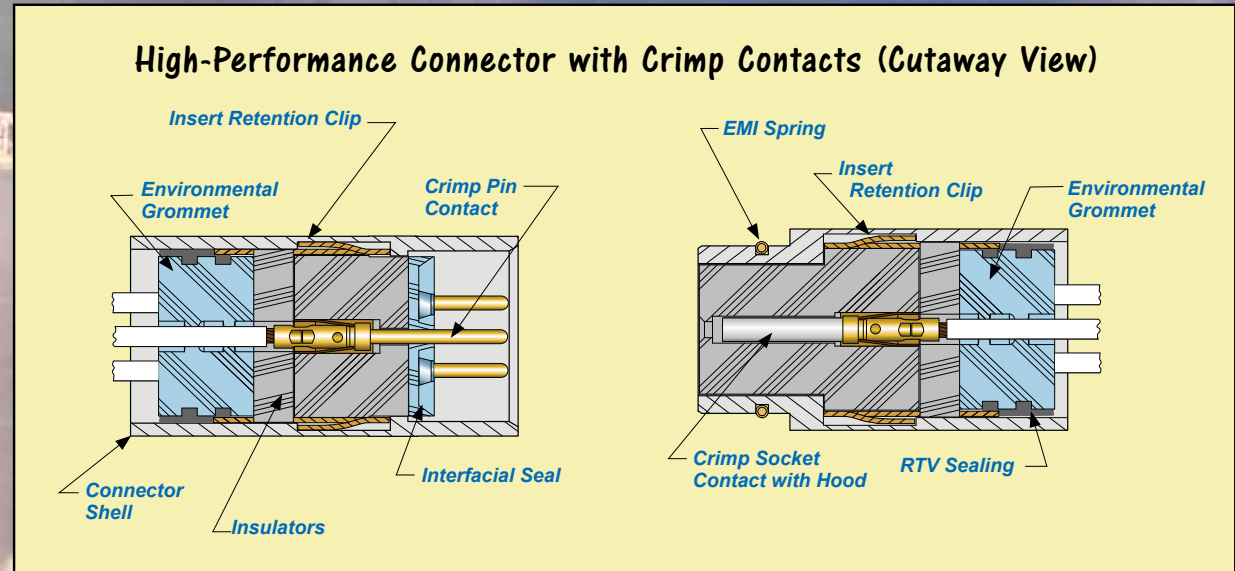 High-Performance Connector with Crimp Contacts (Cutaway View)
Insert Retention Clip
Environmental
Grommet
Crimp Pin
Contact
Connector
Shell
Insulators
Interfacial Seal
EMI Spring
Insert
Retention Clip
Environmental
Grommet
Crimp Socket
Contact with Hood
RTV Sealing